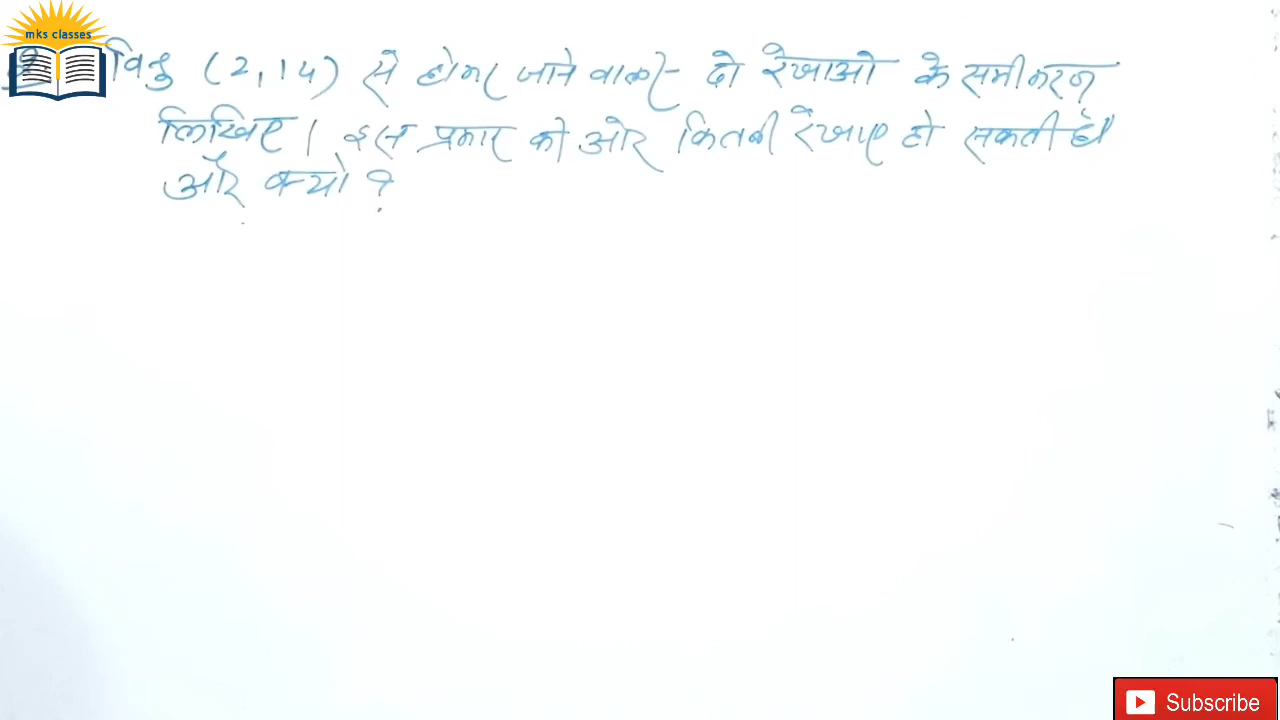 mks classes
बिन्दु (2,14) से होकर जाने वाली दो रेखाओं के समीकरण
लिखिए। इस प्रकार की और कितनी रेखाए हो सकती है।
और क्यों ?
Subscribe